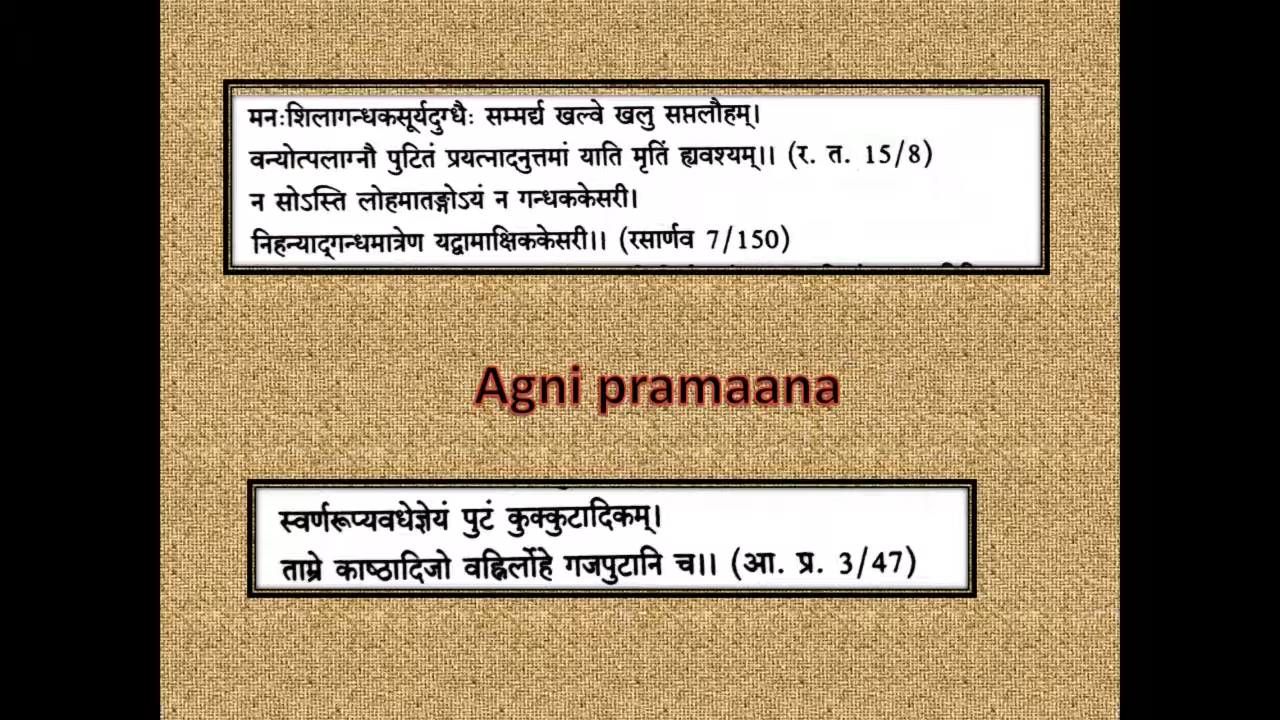 मनःशिलागन्धकसूर्यदुग्धैः सम्मर्द्य खल्वे खलु सप्तलौहम्।
वन्योत्पलाग्नौ पुटितं प्रयत्नादनुत्तमां याति मृतिं ह्यवश्यम्।। (र. त. 15/8)
न सोऽस्ति लोहमातङ्गोऽयं न गन्धककेसरी।
निहन्याद्गन्धमात्रेण यद्वामाक्षिककेसरी।। (रसार्णव 7/150)
Agni pramaana
स्वर्णरूप्यवधेज्ञेयं पुटं कुक्कुटादिकम्।
ताम्रे काष्ठादिजो वह्निर्लोहे गजपुटानि च।। (आ. प्र. 3/47)